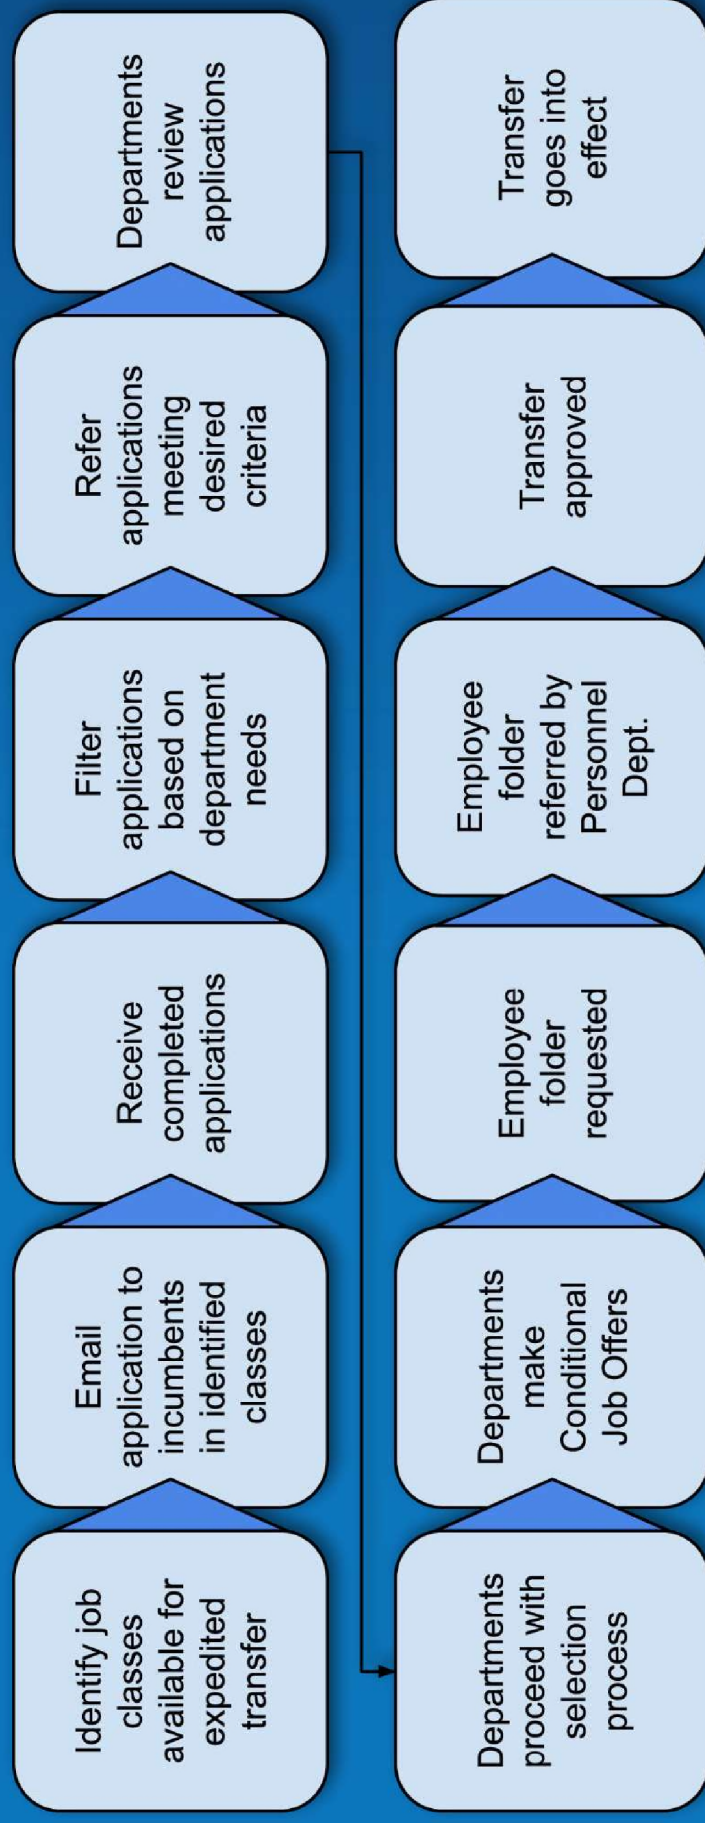 Identify job
classes
available for
expedited
transfer
Email
application to
incumbents
in identified
classes
Receive
completed
applications
Filter
applications
based on
department
needs
Refer
applications
meeting
desired
criteria
Departments
review
applications
Departments
proceed with
selection
process
Departments
make
Conditional
Job Offers
Employee
folder
requested
Employee
folder
referred by
Personnel
Dept.
Transfer
approved
Transfer
goes into
effect